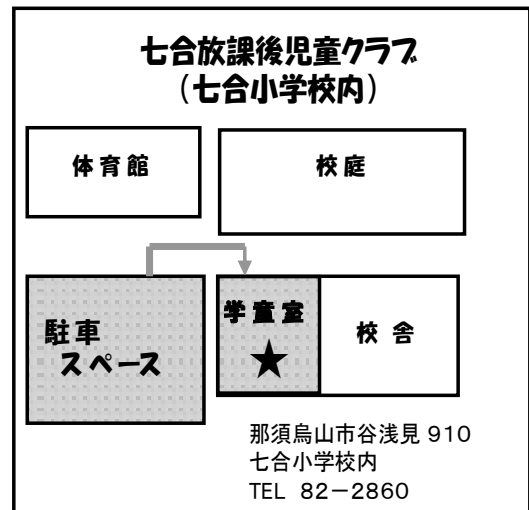 七合放課後児童クラブ
（七合小学校内）
体育館
校庭
駐車
スペース
学童室
★
校舎
那須烏山市谷浅見 910
七合小学校内
TEL 82－2860